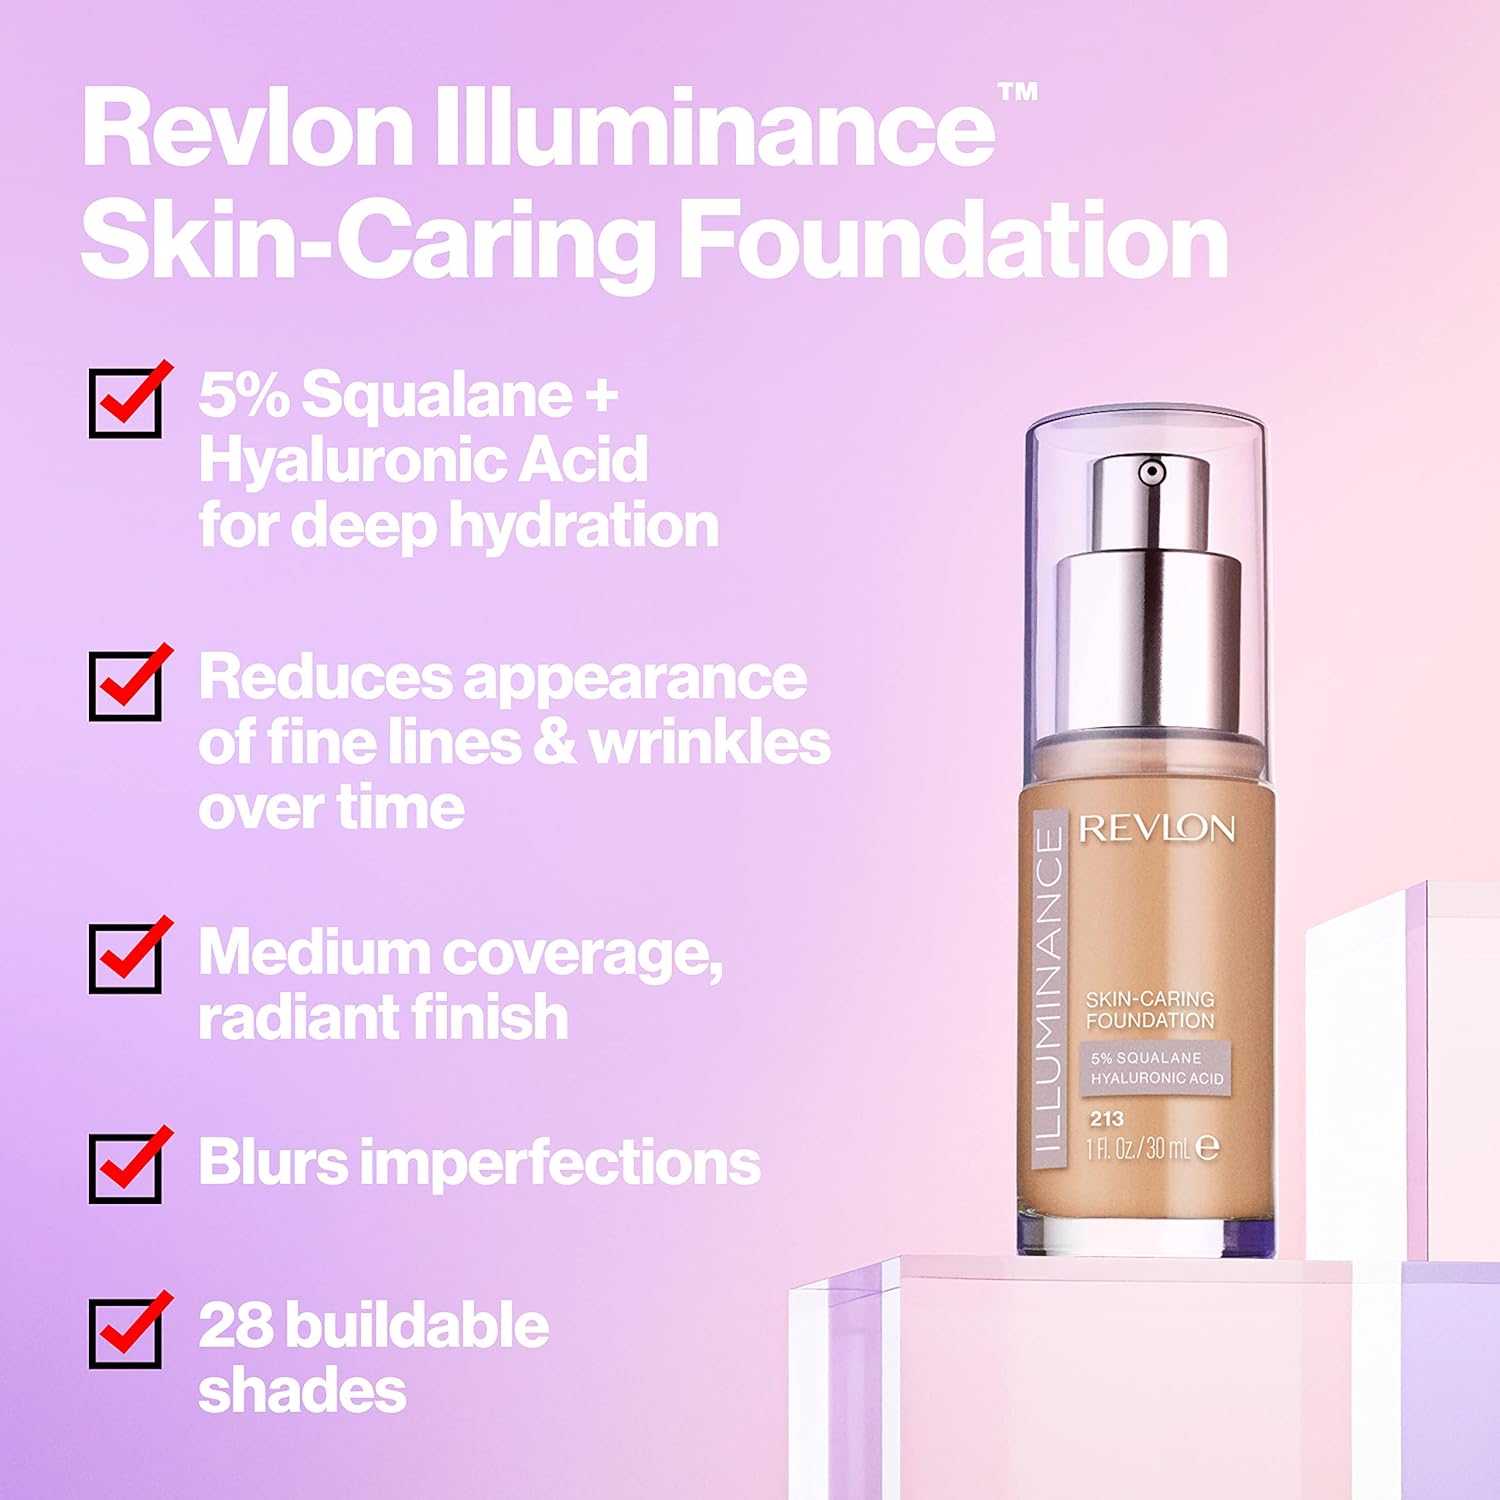 Revlon Illuminance™
Skin-Caring Foundation
5% Squalane +
Hyaluronic Acid
for deep hydration
Reduces appearance
of fine lines & wrinkles
over time
Medium coverage,
radiant finish
Blurs imperfections
28 buildable
shades
REVLON
ILLUMINANCE
SKIN-CARING
FOUNDATION
5% SQUALANE
HYALURONIC ACID
213
1 Fl. Oz./30 mL ℮